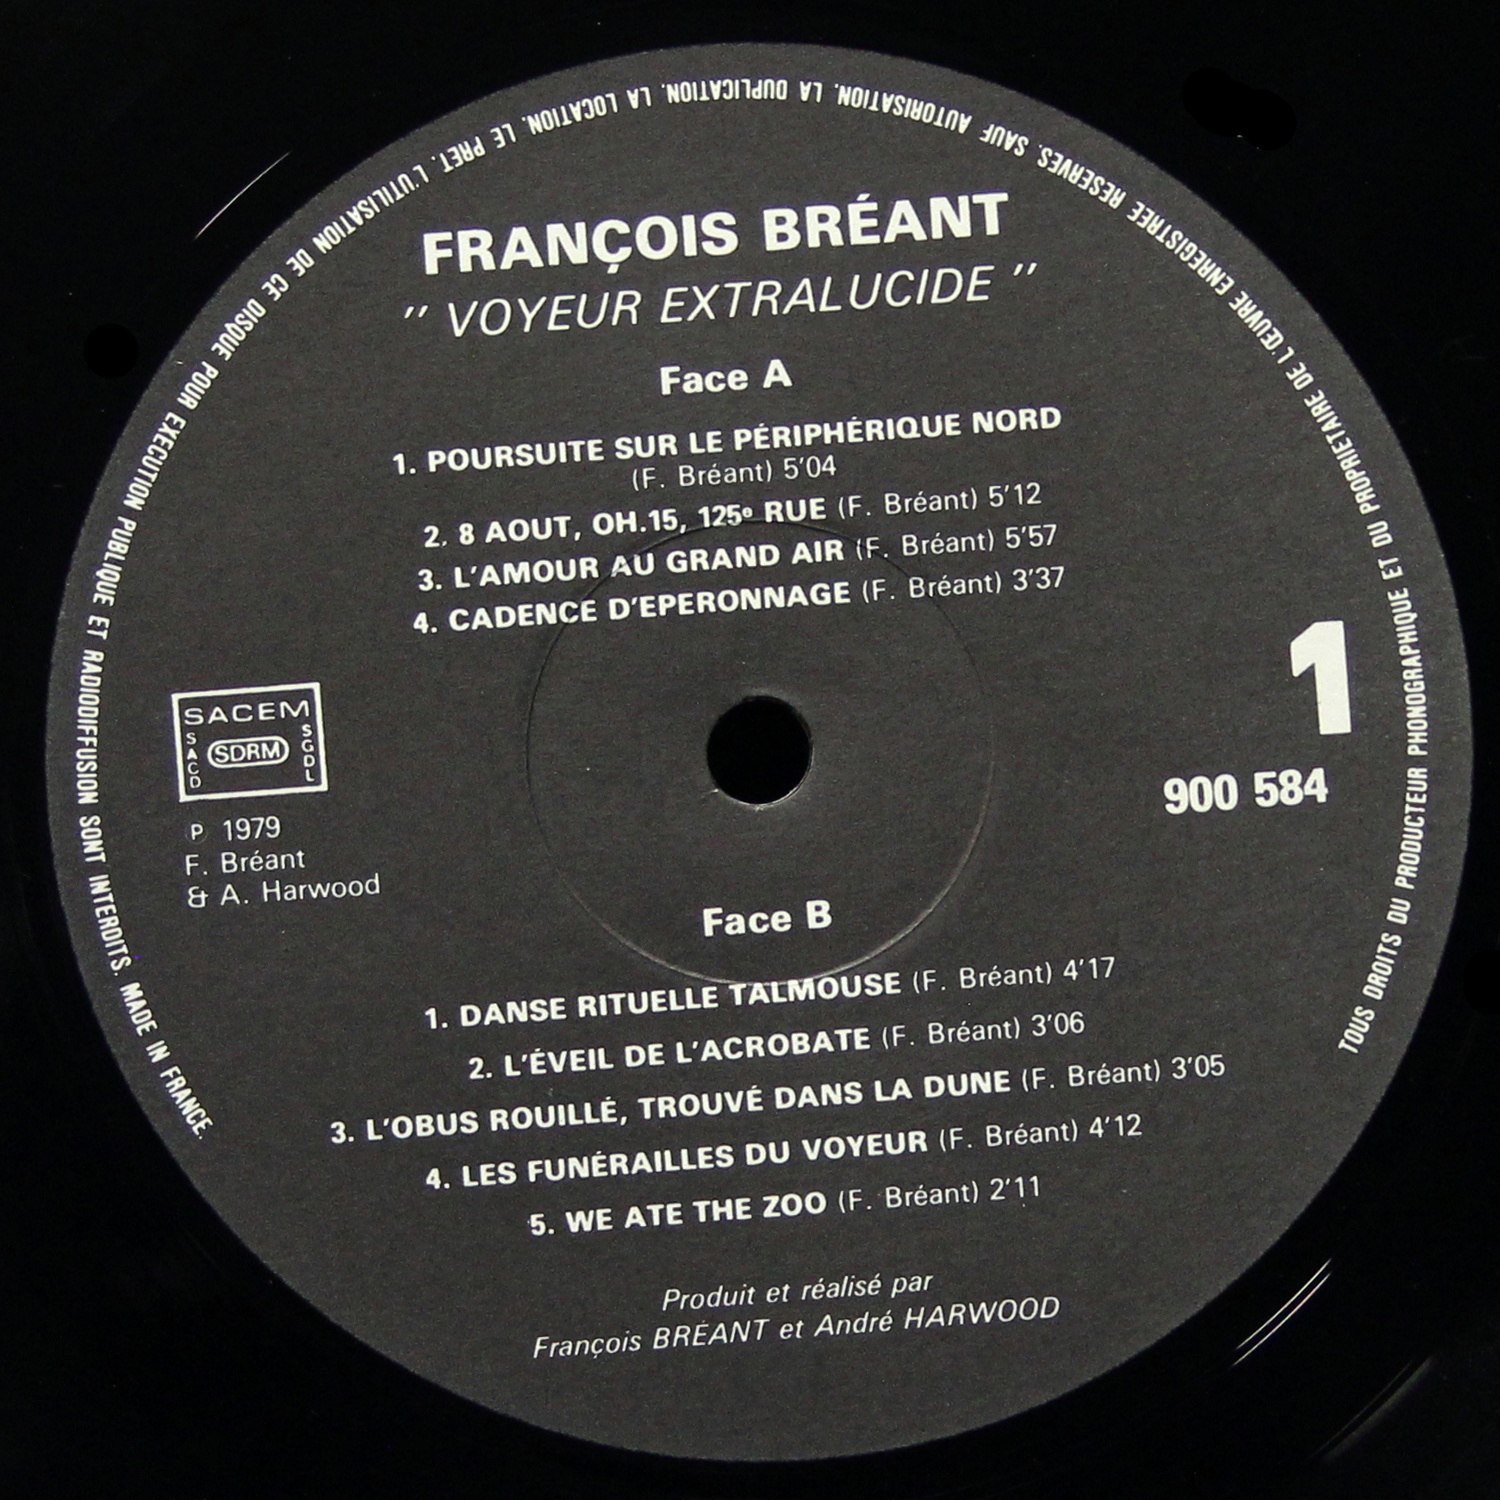 TOUS DROITS DU PRODUCTEUR PHONOGRAPHIQUE ET DU PROPRIETAIRE DE L'ŒUVRE ENREGISTREE RESERVES. SAUF AUTORISATION. LA DUPLICATION. LA LOCATION. LE PRET. L'UTILISATION DE CE DISQUE POUR EXECUTION PUBLIQUE ET RADIODIFFUSION SONT INTERDITS. MADE IN FRANCE.
FRANÇOIS BRÉANT
" VOYEUR EXTRALUCIDE "
Face A
1. POURSUITE SUR LE PÉRIPHÉRIQUE NORD
(F. Bréant) 5'04
2. 8 AOUT, OH.15, 125e RUE (F. Bréant) 5'12
3. L'AMOUR AU GRAND AIR (F. Bréant) 5'57
4. CADENCE D'EPERONNAGE (F. Bréant) 3'37
1
900 584
SACEM
SACD
SDRM
SGDL
P 1979
F. Bréant
& A. Harwood
Face B
1. DANSE RITUELLE TALMOUSE (F. Bréant) 4'17
2. L'ÉVEIL DE L'ACROBATE (F. Bréant) 3'06
3. L'OBUS ROUILLÉ, TROUVÉ DANS LA DUNE (F. Bréant) 3'05
4. LES FUNÉRAILLES DU VOYEUR (F. Bréant) 4'12
5. WE ATE THE ZOO (F. Bréant) 2'11
Produit et réalisé par
François BRÉANT et André HARWOOD